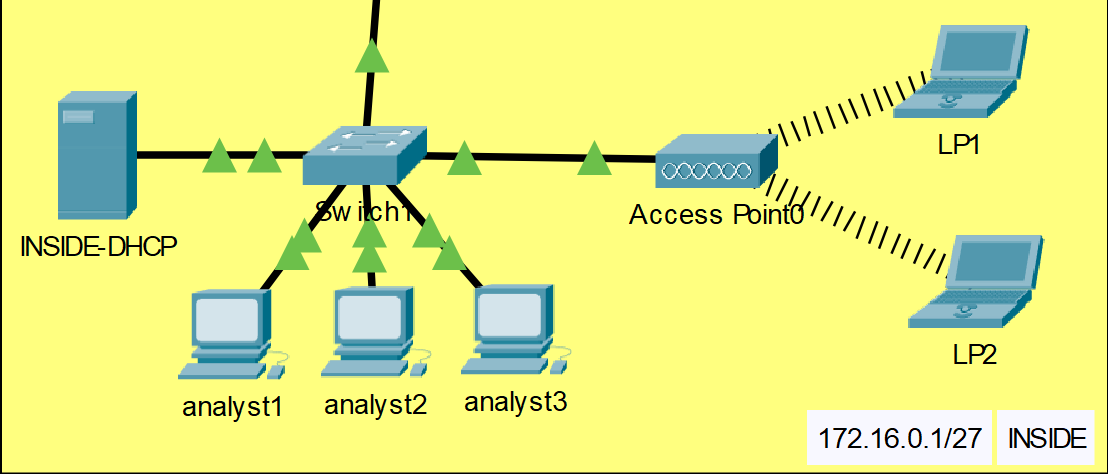 LP1
Switch1
Access Point0
INSIDE-DHCP
LP2
analyst1
analyst2
analyst3
172.16.0.1/27
INSIDE